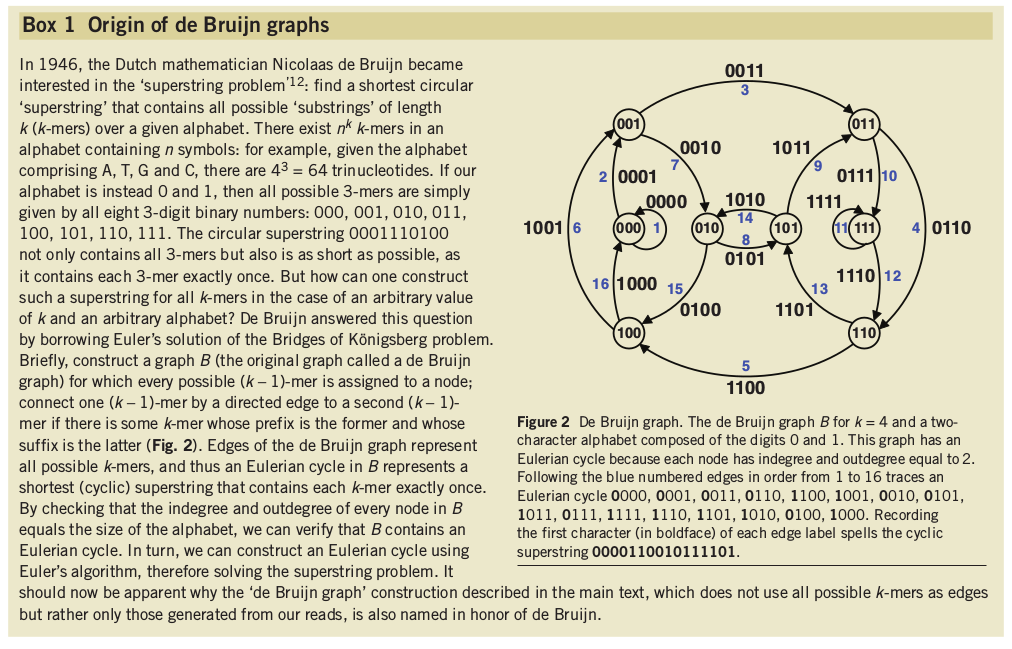 Box 1 Origin of de Bruijn graphs
In 1946, the Dutch mathematician Nicolaas de Bruijn became
interested in the ‘superstring problem’12: find a shortest circular
‘superstring’ that contains all possible ‘substrings’ of length
k (k-mers) over a given alphabet. There exist nk k-mers in an
alphabet containing n symbols: for example, given the alphabet
comprising A, T, G and C, there are 43 = 64 trinucleotides. If our
alphabet is instead 0 and 1, then all possible 3-mers are simply
given by all eight 3-digit binary numbers: 000, 001, 010, 011,
100, 101, 110, 111. The circular superstring 0001110100
not only contains all 3-mers but also is as short as possible, as
it contains each 3-mer exactly once. But how can one construct
such a superstring for all k-mers in the case of an arbitrary value
of k and an arbitrary alphabet? De Bruijn answered this question
by borrowing Euler’s solution of the Bridges of Königsberg problem.
Briefly, construct a graph B (the original graph called a de Bruijn
graph) for which every possible (k – 1)-mer is assigned to a node;
connect one (k – 1)-mer by a directed edge to a second (k – 1)-
mer if there is some k-mer whose prefix is the former and whose
suffix is the latter (Fig. 2). Edges of the de Bruijn graph represent
all possible k-mers, and thus an Eulerian cycle in B represents a
shortest (cyclic) superstring that contains each k-mer exactly once.
By checking that the indegree and outdegree of every node in B
equals the size of the alphabet, we can verify that B contains an
Eulerian cycle. In turn, we can construct an Eulerian cycle using
Euler’s algorithm, therefore solving the superstring problem. It
should now be apparent why the ‘de Bruijn graph’ construction described in the main text, which does not use all possible k-mers as edges
but rather only those generated from our reads, is also named in honor of de Bruijn.
0011
3
001
011
0010
7
1011
9
0111
10
2
0001
0000
1010
1111
1001
6
000
1
010
14
8
101
11
111
4
0110
0101
16
1000
15
0100
13
1101
1110
12
100
110
5
1100
Figure 2 De Bruijn graph. The de Bruijn graph B for k = 4 and a two-
character alphabet composed of the digits 0 and 1. This graph has an
Eulerian cycle because each node has indegree and outdegree equal to 2.
Following the blue numbered edges in order from 1 to 16 traces an
Eulerian cycle 0000, 0001, 0011, 0110, 1100, 1001, 0010, 0101,
1011, 0111, 1111, 1110, 1101, 1010, 0100, 1000. Recording
the first character (in boldface) of each edge label spells the cyclic
superstring 0000110010111101.